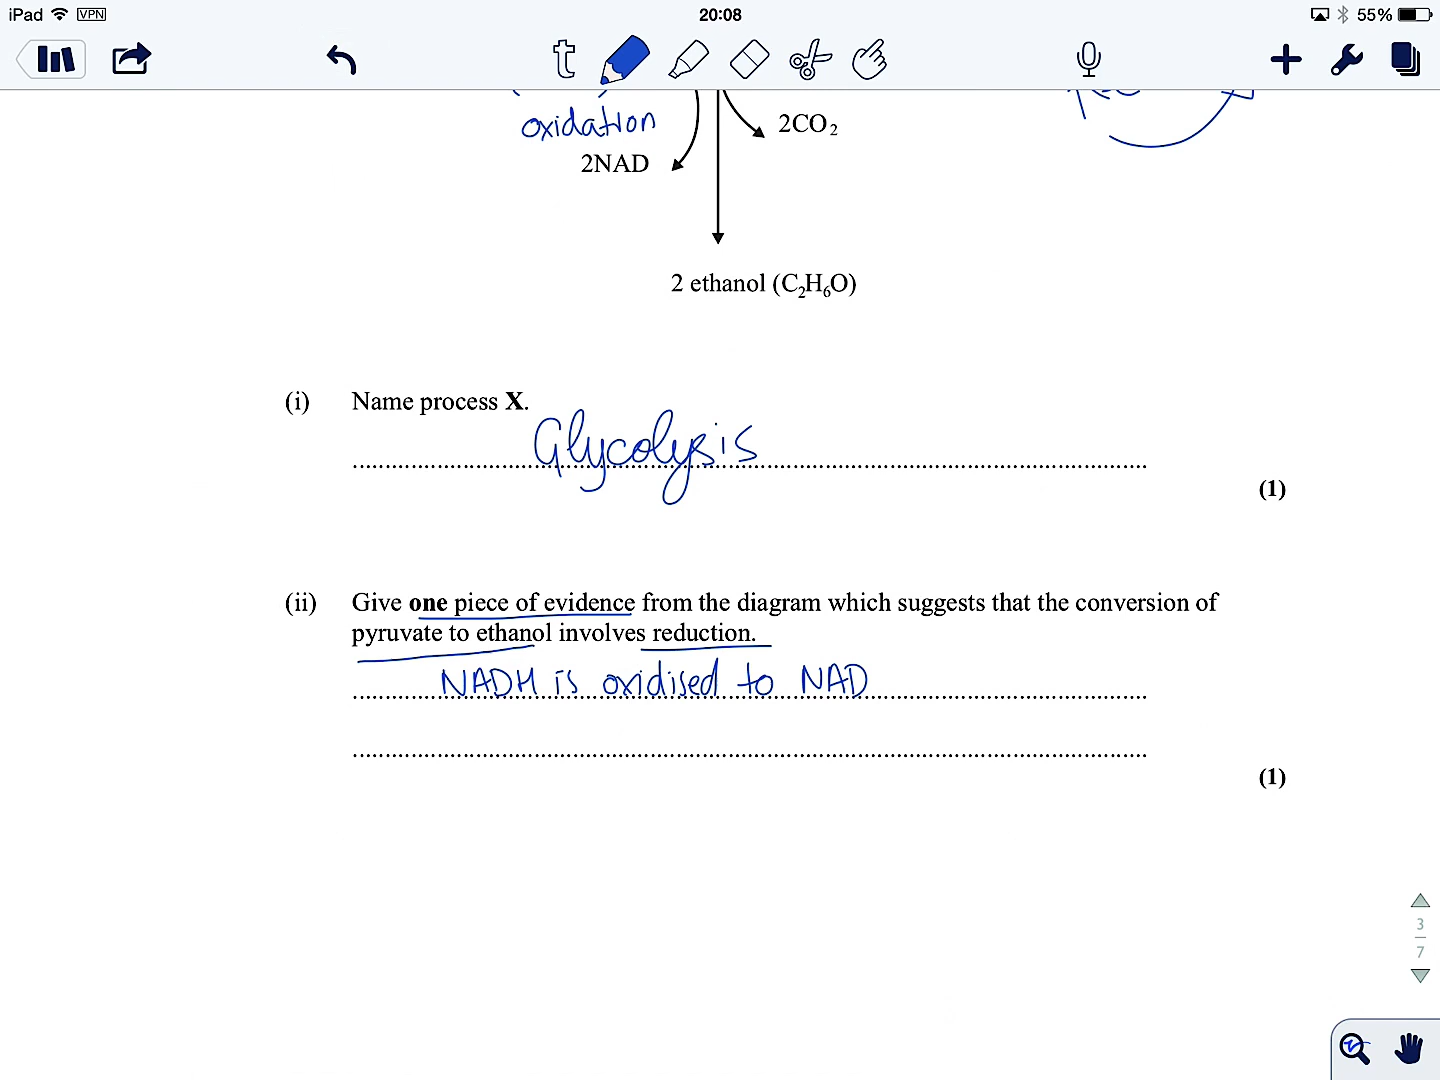 iPad VPN 20:08 55%
t
oxidation
2CO₂
2NAD
2 ethanol (C₂H₆O)
(i) Name process X.
Glycolysis
(1)
(ii) Give one piece of evidence from the diagram which suggests that the conversion of
pyruvate to ethanol involves reduction.
NADH is oxidised to NAD
(1)
3
7